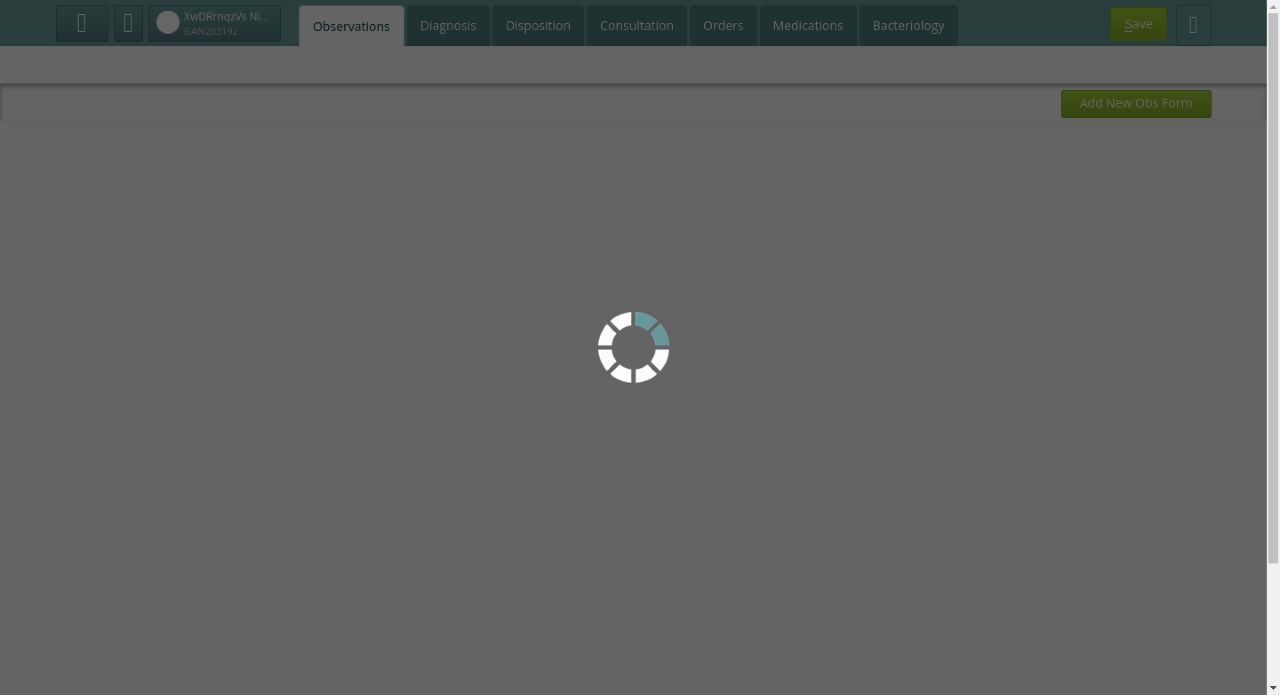 XwDRrnqzVs Ni...
GAN203192
Observations
Diagnosis
Disposition
Consultation
Orders
Medications
Bacteriology
Save
Add New Obs Form